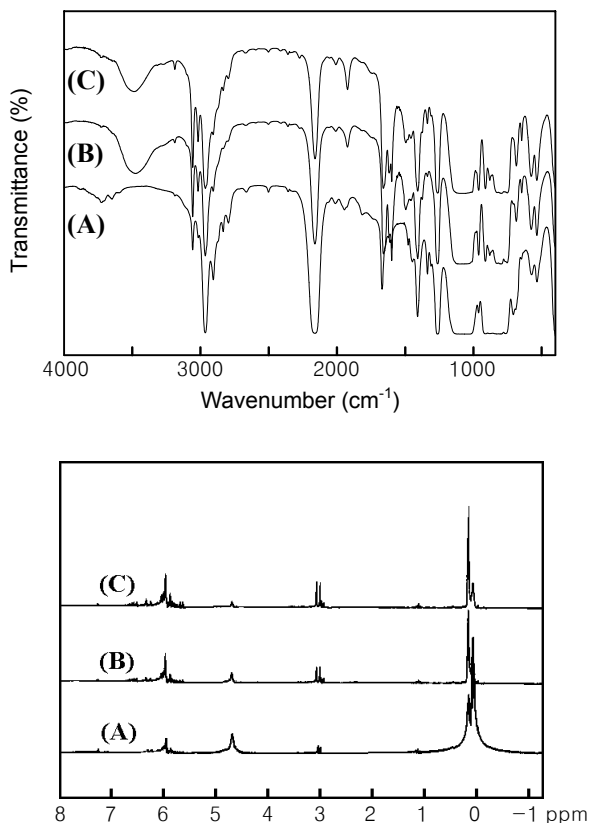 Transmittance (%)
(C)
(B)
(A)
4000 3000 2000 1000
Wavenumber (cm⁻¹)
(C)
(B)
(A)
8 7 6 5 4 3 2 1 0 −1 ppm